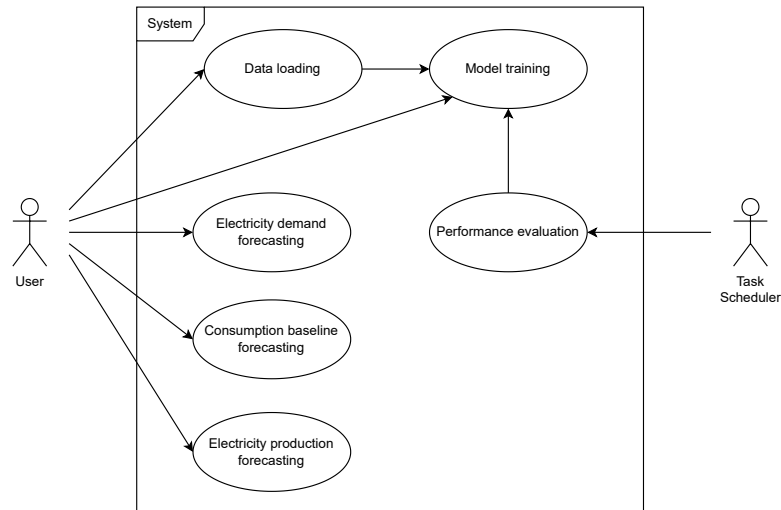 System
Data loading
Model training
Electricity demand
forecasting
Performance evaluation
User
Task
Scheduler
Consumption baseline
forecasting
Electricity production
forecasting